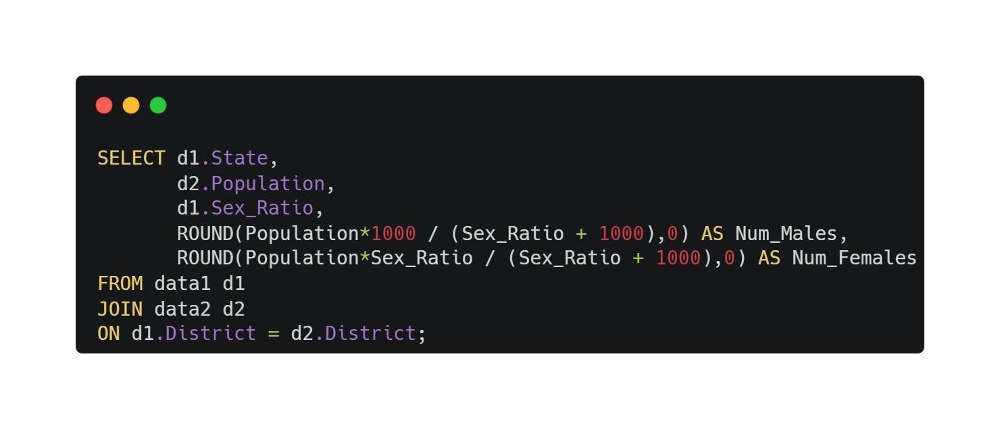 SELECT d1.State,
       d2.Population,
       d1.Sex_Ratio,
       ROUND(Population*1000 / (Sex_Ratio + 1000),0) AS Num_Males,
       ROUND(Population*Sex_Ratio / (Sex_Ratio + 1000),0) AS Num_Females
FROM data1 d1
JOIN data2 d2
ON d1.District = d2.District;